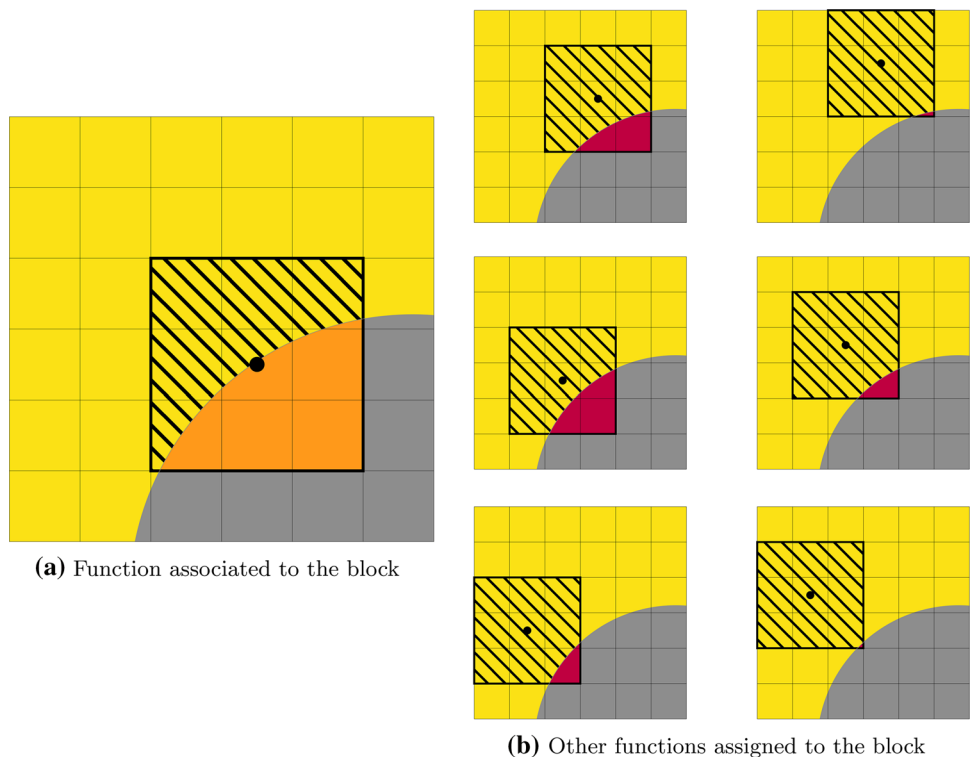 (a) Function associated to the block
(b) Other functions assigned to the block